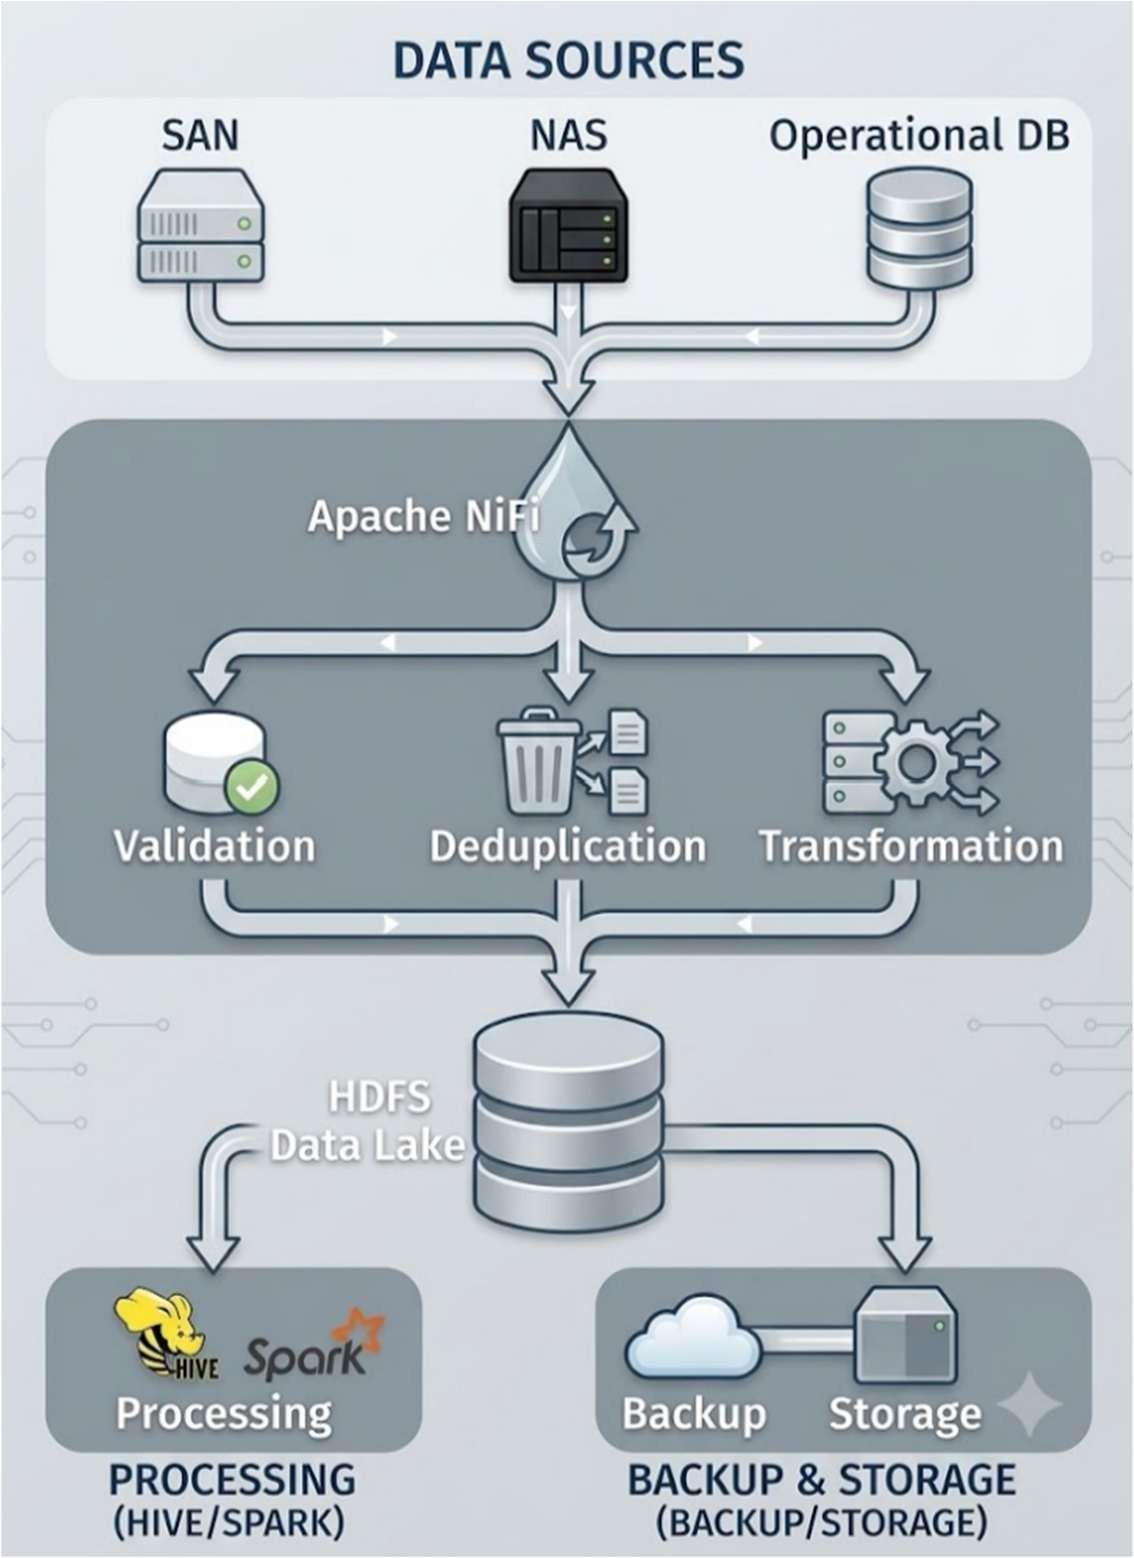 DATA SOURCES
SAN
NAS
Operational DB
Apache NiFi
Validation
Deduplication
Transformation
HDFS
Data Lake
HIVE
Spark
Processing
Backup
Storage
PROCESSING
(HIVE/SPARK)
BACKUP & STORAGE
(BACKUP/STORAGE)